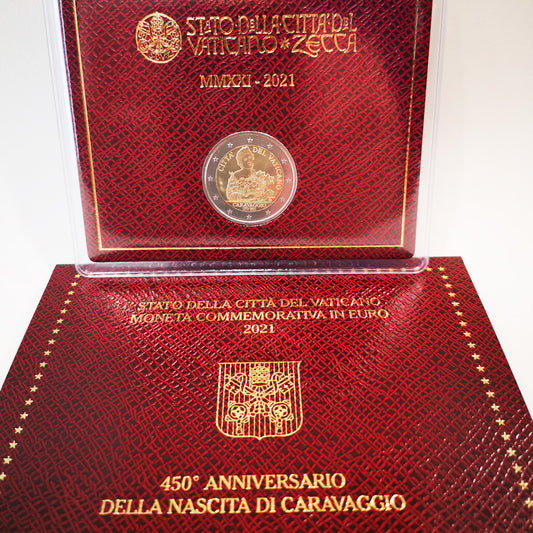 STATO DELLA CITTÀ DEL
VATICANO * ZECCA
MMXXI - 2021
CITTÀ DEL VATICANO
CARAVAGGIO
STATO DELLA CITTÀ DEL VATICANO
MONETA COMMEMORATIVA IN EURO
2021
450° ANNIVERSARIO
DELLA NASCITA DI CARAVAGGIO